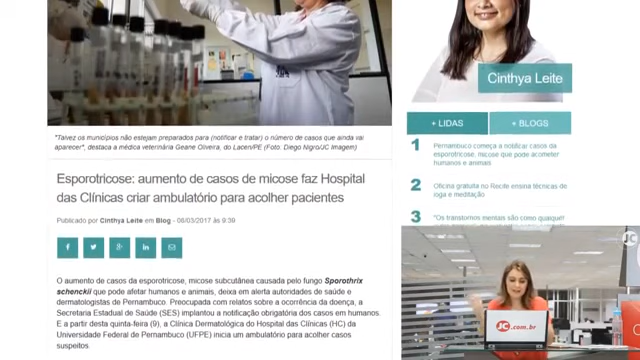 "Talvez os municípios não estejam preparados para (notificar e tratar) o número de casos que ainda vai
aparecer", destaca a médica veterinária Geane Oliveira, do Lacen/PE (Foto: Diego Nigro/JC Imagem)
Esporotricose: aumento de casos de micose faz Hospital
das Clínicas criar ambulatório para acolher pacientes
Publicado por Cinthya Leite em Blog - 08/03/2017 às 9:39
O aumento de casos da esporotricose, micose subcutânea causada pelo fungo Sporothrix
schenckii que pode afetar humanos e animais, deixa em alerta autoridades de saúde e
dermatologistas de Pernambuco. Preocupada com relatos sobre a ocorrência da doença, a
Secretaria Estadual de Saúde (SES) implantou a notificação obrigatória dos casos em humanos.
E a partir desta quinta-feira (9), a Clínica Dermatológica do Hospital das Clínicas (HC) da
Universidade Federal de Pernambuco (UFPE) inicia um ambulatório para acolher casos
suspeitos
Cinthya Leite
+ LIDAS
+ BLOGS
1 Pernambuco começa a notificar casos da
esporotricose, micose que pode acometer
humanos e animais
2 Oficina gratuita no Recife ensina técnicas de
ioga e meditação
3 "Os transtornos mentais são como qualquer
JC
JC.com.br